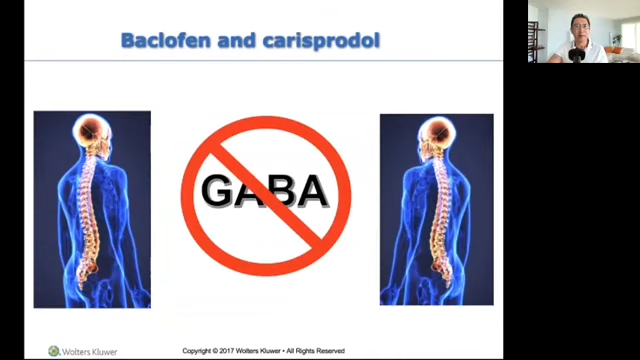 Baclofen and carisprodol
GABA
Wolters Kluwer
Copyright © 2017 Wolters Kluwer • All Rights Reserved